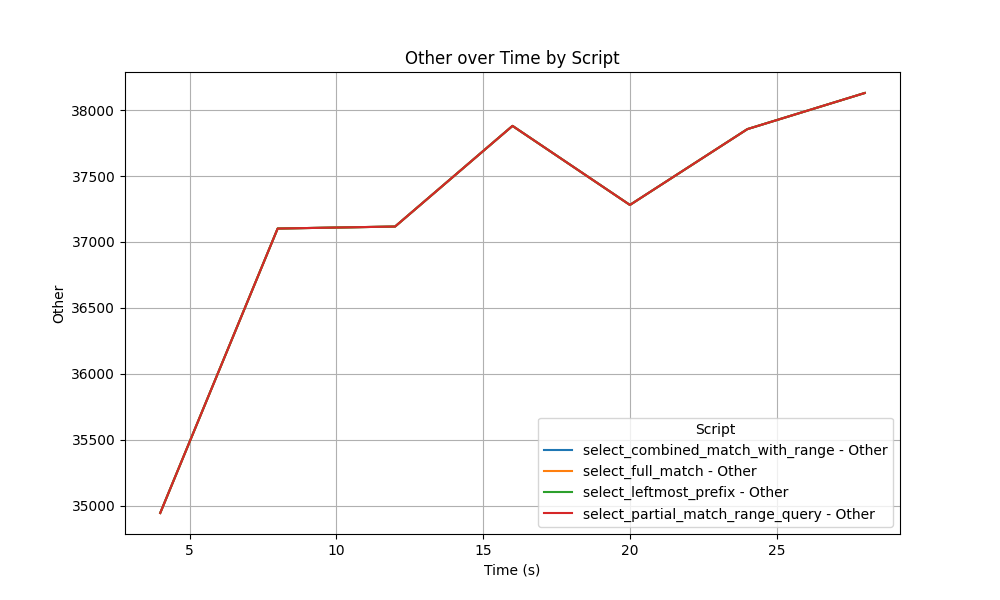 Other over Time by Script
38000
37500
37000
36500
36000
35500
35000
Other
5
10
15
20
25
Time (s)
Script
select_combined_match_with_range - Other
select_full_match - Other
select_leftmost_prefix - Other
select_partial_match_range_query - Other